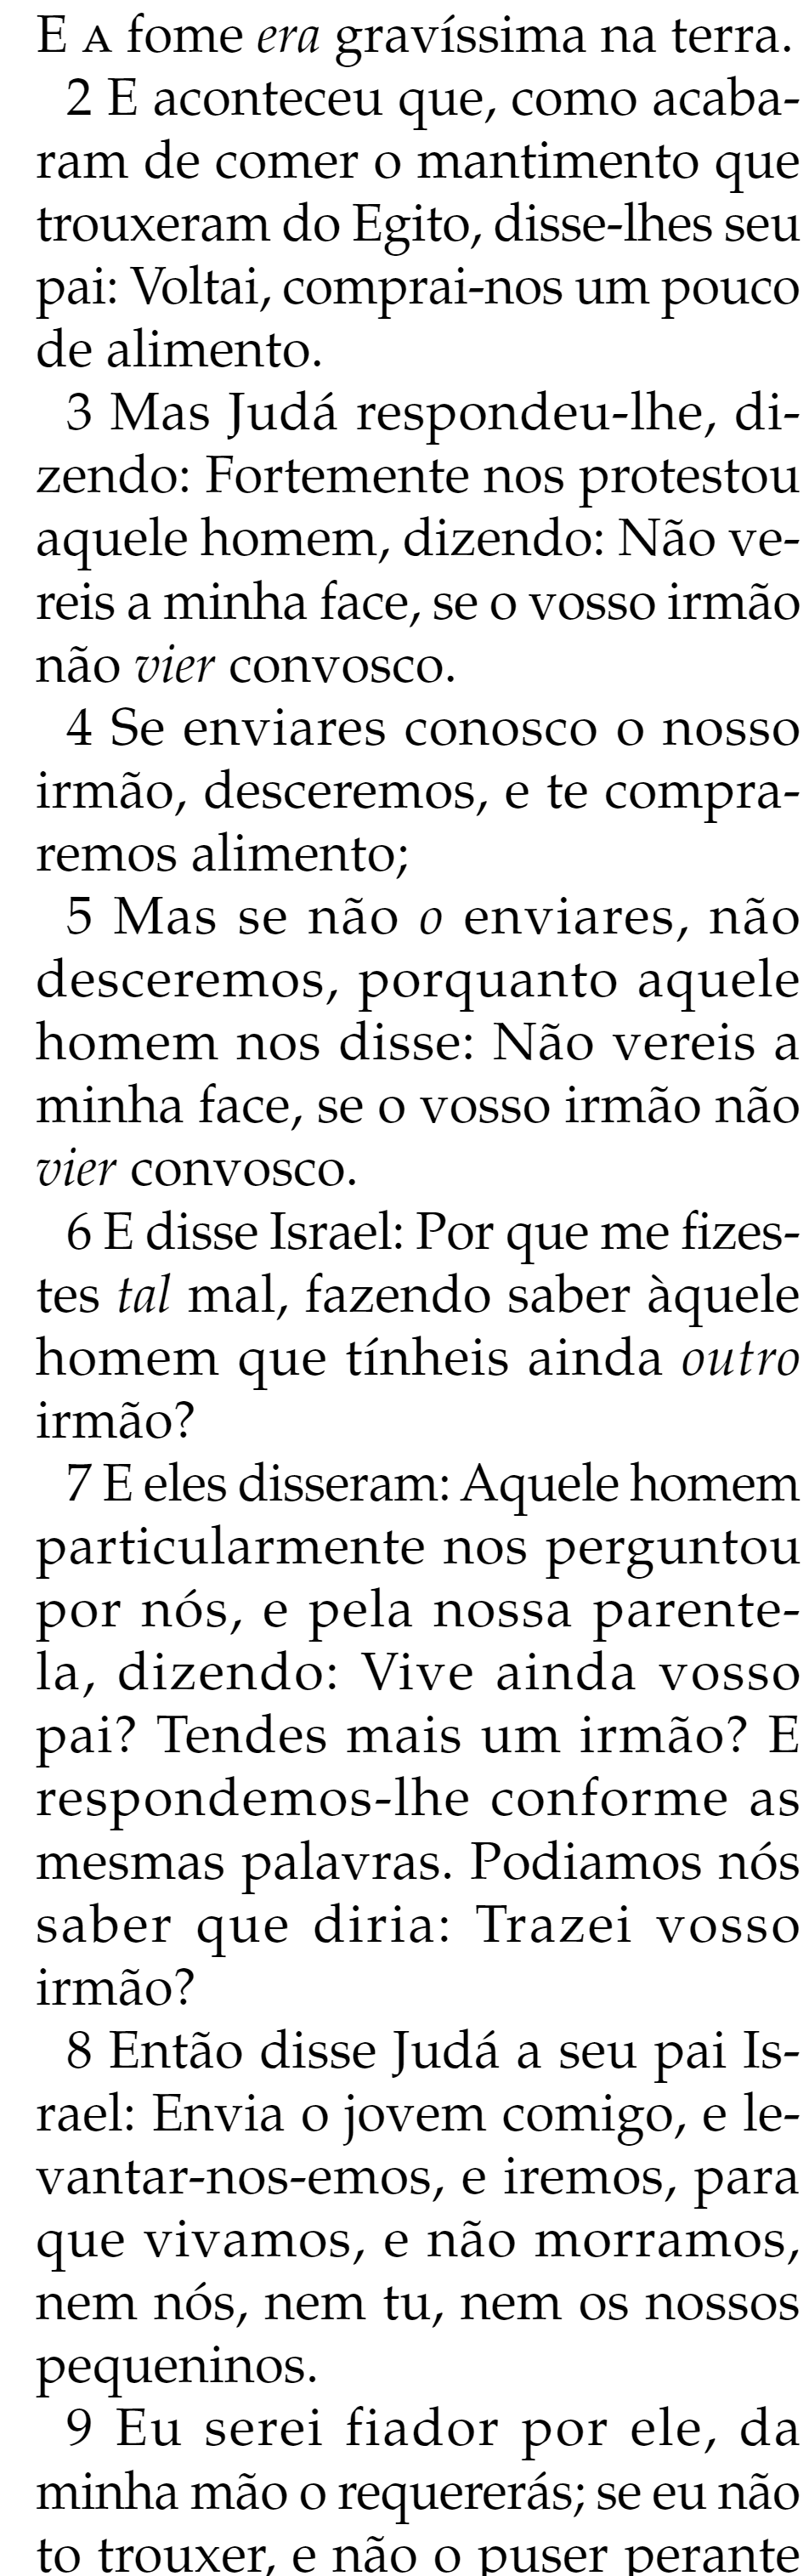 E A fome era gravíssima na terra.
2 E aconteceu que, como acaba-
ram de comer o mantimento que
trouxeram do Egito, disse-lhes seu
pai: Voltai, comprai-nos um pouco
de alimento.
3 Mas Judá respondeu-lhe, di-
zendo: Fortemente nos protestou
aquele homem, dizendo: Não ve-
reis a minha face, se o vosso irmão
não vier convosco.
4 Se enviares conosco o nosso
irmão, desceremos, e te compra-
remos alimento;
5 Mas se não o enviares, não
desceremos, porquanto aquele
homem nos disse: Não vereis a
minha face, se o vosso irmão não
vier convosco.
6 E disse Israel: Por que me fizes-
tes tal mal, fazendo saber àquele
homem que tínheis ainda outro
irmão?
7 E eles disseram: Aquele homem
particularmente nos perguntou
por nós, e pela nossa parente-
la, dizendo: Vive ainda vosso
pai? Tendes mais um irmão? E
respondemos-lhe conforme as
mesmas palavras. Podiamos nós
saber que diria: Trazei vosso
irmão?
8 Então disse Judá a seu pai Is-
rael: Envia o jovem comigo, e le-
vantar-nos-emos, e iremos, para
que vivamos, e não morramos,
nem nós, nem tu, nem os nossos
pequeninos.
9 Eu serei fiador por ele, da
minha mão o requererás; se eu não
to trouxer, e não o puser perante